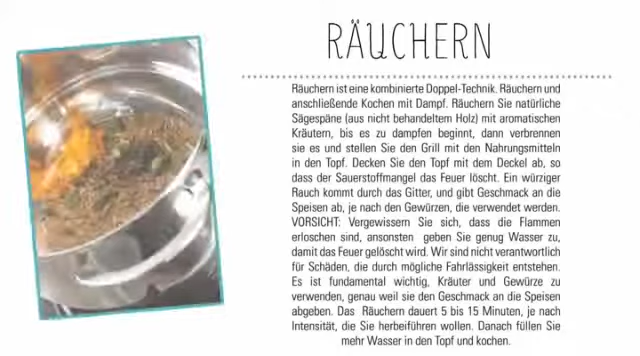 RÄUCHERN
Räuchern ist eine kombinierte Doppel-Technik. Räuchern und
anschließende Kochen mit Dampf. Räuchern Sie natürliche
Sägespäne (aus nicht behandeltem Holz) mit aromatischen
Kräutern, bis es zu dampfen beginnt, dann verbrennen
sie es und stellen Sie den Grill mit den Nahrungsmitteln
in den Topf. Decken Sie den Topf mit dem Deckel ab, so
dass der Sauerstoffmangel das Feuer löscht. Ein würziger
Rauch kommt durch das Gitter, und gibt Geschmack an die
Speisen ab, je nach den Gewürzen, die verwendet werden.
VORSICHT: Vergewissern Sie sich, dass die Flammen
erloschen sind, ansonsten geben Sie genug Wasser zu,
damit das Feuer gelöscht wird. Wir sind nicht verantwortlich
für Schäden, die durch mögliche Fahrlässigkeit entstehen.
Es ist fundamental wichtig, Kräuter und Gewürze zu
verwenden, genau weil sie den Geschmack an die Speisen
abgeben. Das Räuchern dauert 5 bis 15 Minuten, je nach
Intensität, die Sie herbeiführen wollen. Danach füllen Sie
mehr Wasser in den Topf und kochen.